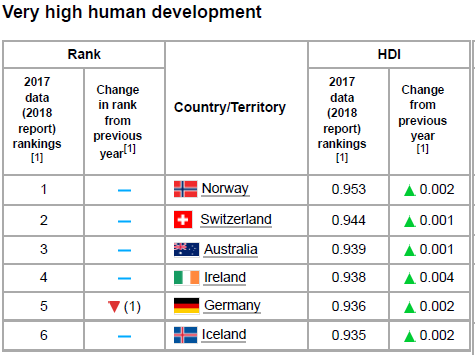 Very high human development
Rank
HDI
2017
data
(2018
report)
rankings
[1]
Change
in rank
from
previous
year[1]
Country/Territory
2017
data
(2018
report)
rankings
[1]
Change
from
previous
year
[1]
1 — Norway 0.953 ▲ 0.002
2 — Switzerland 0.944 ▲ 0.001
3 — Australia 0.939 ▲ 0.001
4 — Ireland 0.938 ▲ 0.004
5 ▼ (1) Germany 0.936 ▲ 0.002
6 — Iceland 0.935 ▲ 0.002